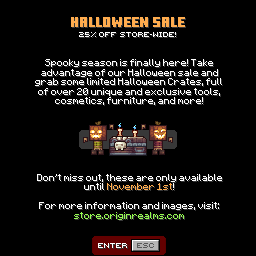 HALLOWEEN SALE
25% OFF STORE-WIDE!
Spooky season is finally here! Take
advantage of our Halloween sale and
grab some limited Halloween Crates, full
of over 20 unique and exclusive tools,
cosmetics, furniture, and more!
Don't miss out, these are only available
until November 1st!
For more information and images, visit:
store.originrealms.com
ENTER ESC